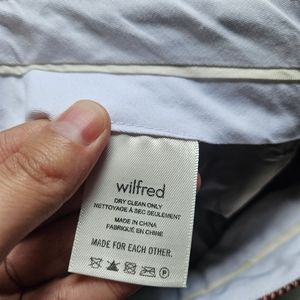 wilfred
DRY CLEAN ONLY
NETTOYAGE À SEC SEULEMENT
MADE IN CHINA
FABRIQUÉ EN CHINE
MADE FOR EACH OTHER.
P